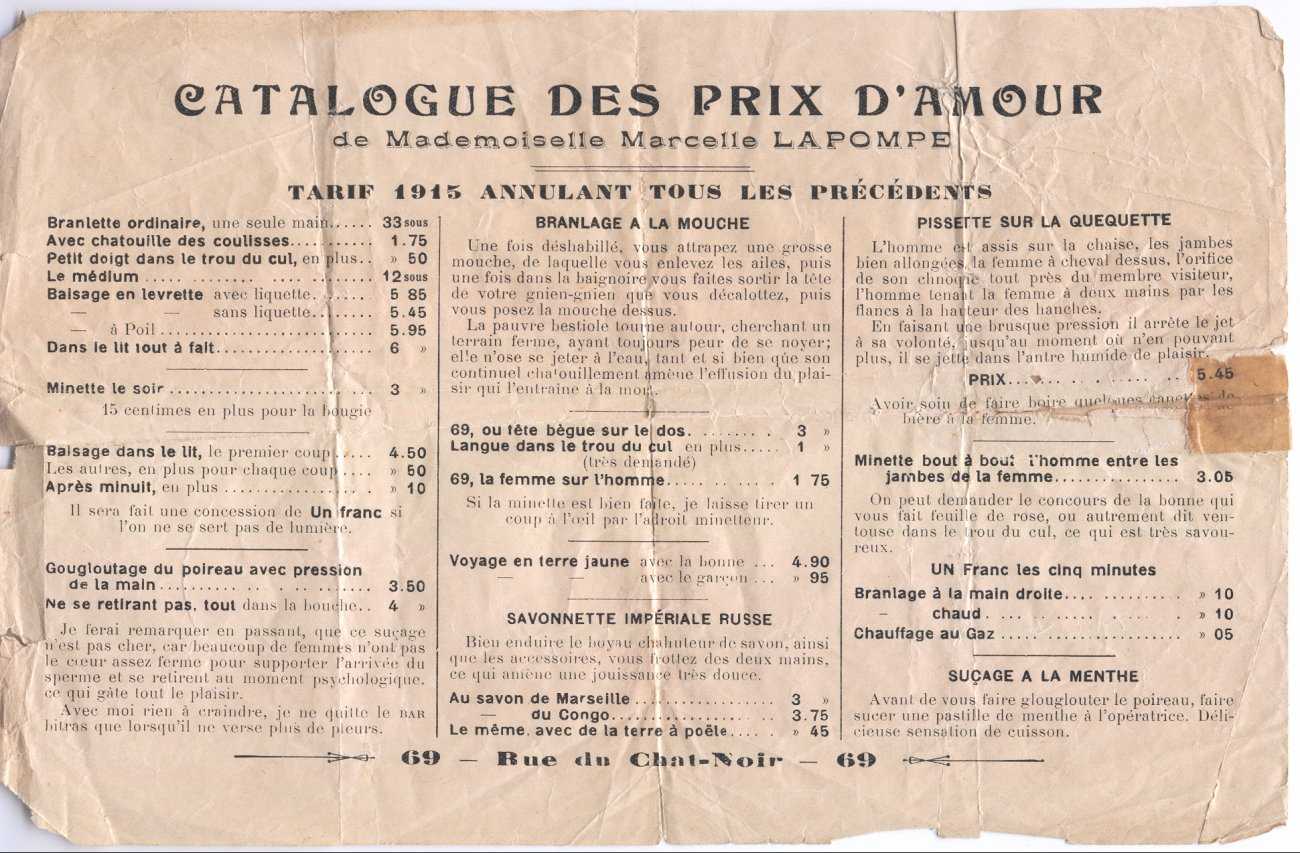 CATALOGUE DES PRIX D'AMOUR
de Mademoiselle Marcelle LAPOMPE
TARIF 1915 ANNULANT TOUS LES PRÉCÉDENTS
Branlette ordinaire, une seule main..... 33 sous
Avec chatouille des coulisses........... 1.75
Petit doigt dans le trou du cul, en plus.. » 50
Le médium ........................ 12 sous
Baisage en levrette avec liquette........ 5 85
— — sans liquette........ 5.45
— à Poil ........................ 5.95
Dans le lit tout à fait.................... 6 »
Minette le soir ........................ 3 »
15 centimes en plus pour la bougie
Baisage dans le lit, le premier coup..... 4.50
Les autres, en plus pour chaque coup.... » 50
Après minuit, en plus ................ » 10
Il sera fait une concession de Un franc si
l'on ne se sert pas de lumière.
Gougloutage du poireau avec pression
de la main .................... 3.50
Ne se retirant pas, tout dans la bouche.. 4 »
Je ferai remarquer en passant, que ce suçage
n'est pas cher, car beaucoup de femmes n'ont pas
le cœur assez ferme pour supporter l'arrivée du
sperme et se retirent au moment psychologique,
ce qui gâte tout le plaisir.
Avec moi rien à craindre, je ne quitte le BAR
bitras que lorsqu'il ne verse plus de pleurs.
BRANLAGE A LA MOUCHE
Une fois déshabillé, vous attrapez une grosse
mouche, de laquelle vous enlevez les ailes, puis
une fois dans la baignoire vous faites sortir la tête
de votre gnien-gnien que vous décalottez, puis
vous posez la mouche dessus.
La pauvre bestiole tourne autour, cherchant un
terrain ferme, ayant toujours peur de se noyer;
elle n'ose se jeter à l'eau, tant et si bien que son
continuel chatouillement amène l'effusion du plai-
sir qui l'entraine à la mort.
69, ou tête bègue sur le dos......... 3 »
Langue dans le trou du cul en plus..... 1 »
(très demandé)
69, la femme sur l'homme........... 1 75
Si la minette est bien faite, je laisse tirer un
coup à l'œil par l'adroit minetteur.
Voyage en terre jaune avec la bonne ... 4.90
— — avec le garçon ... » 95
SAVONNETTE IMPÉRIALE RUSSE
Bien enduire le boyau chahuteur de savon, ainsi
que les accessoires, vous frottez des deux mains,
ce qui amène une jouissance très douce.
Au savon de Marseille ................ 3 »
— du Congo.................. 3.75
Le même, avec de la terre à poêle..... » 45
PISSETTE SUR LA QUEQUETTE
L'homme est assis sur la chaise, les jambes
bien allongées, la femme à cheval dessus, l'orifice
de son chnoque tout près du membre visiteur,
l'homme tenant la femme à deux mains par les
flancs à la hauteur des hanches.
En faisant une brusque pression il arrête le jet
à sa volonté, jusqu'au moment où n'en pouvant
plus, il se jette dans l'antre humide de plaisir.
PRIX................ 5.45
Avoir soin de faire boire quelques canettes de
bière à la femme.
Minette bout à bout l'homme entre les
jambes de la femme................ 3.05
On peut demander le concours de la bonne qui
vous fait feuille de rose, ou autrement dit ven-
touse dans le trou du cul, ce qui est très savou-
reux.
UN Franc les cinq minutes
Branlage à la main droite.............. » 10
— chaud.................. » 10
Chauffage au Gaz .................... » 05
SUÇAGE A LA MENTHE
Avant de vous faire glouglouter le poireau, faire
sucer une pastille de menthe à l'opératrice. Déli-
cieuse sensation de cuisson.
69 — Rue du Chat-Noir — 69